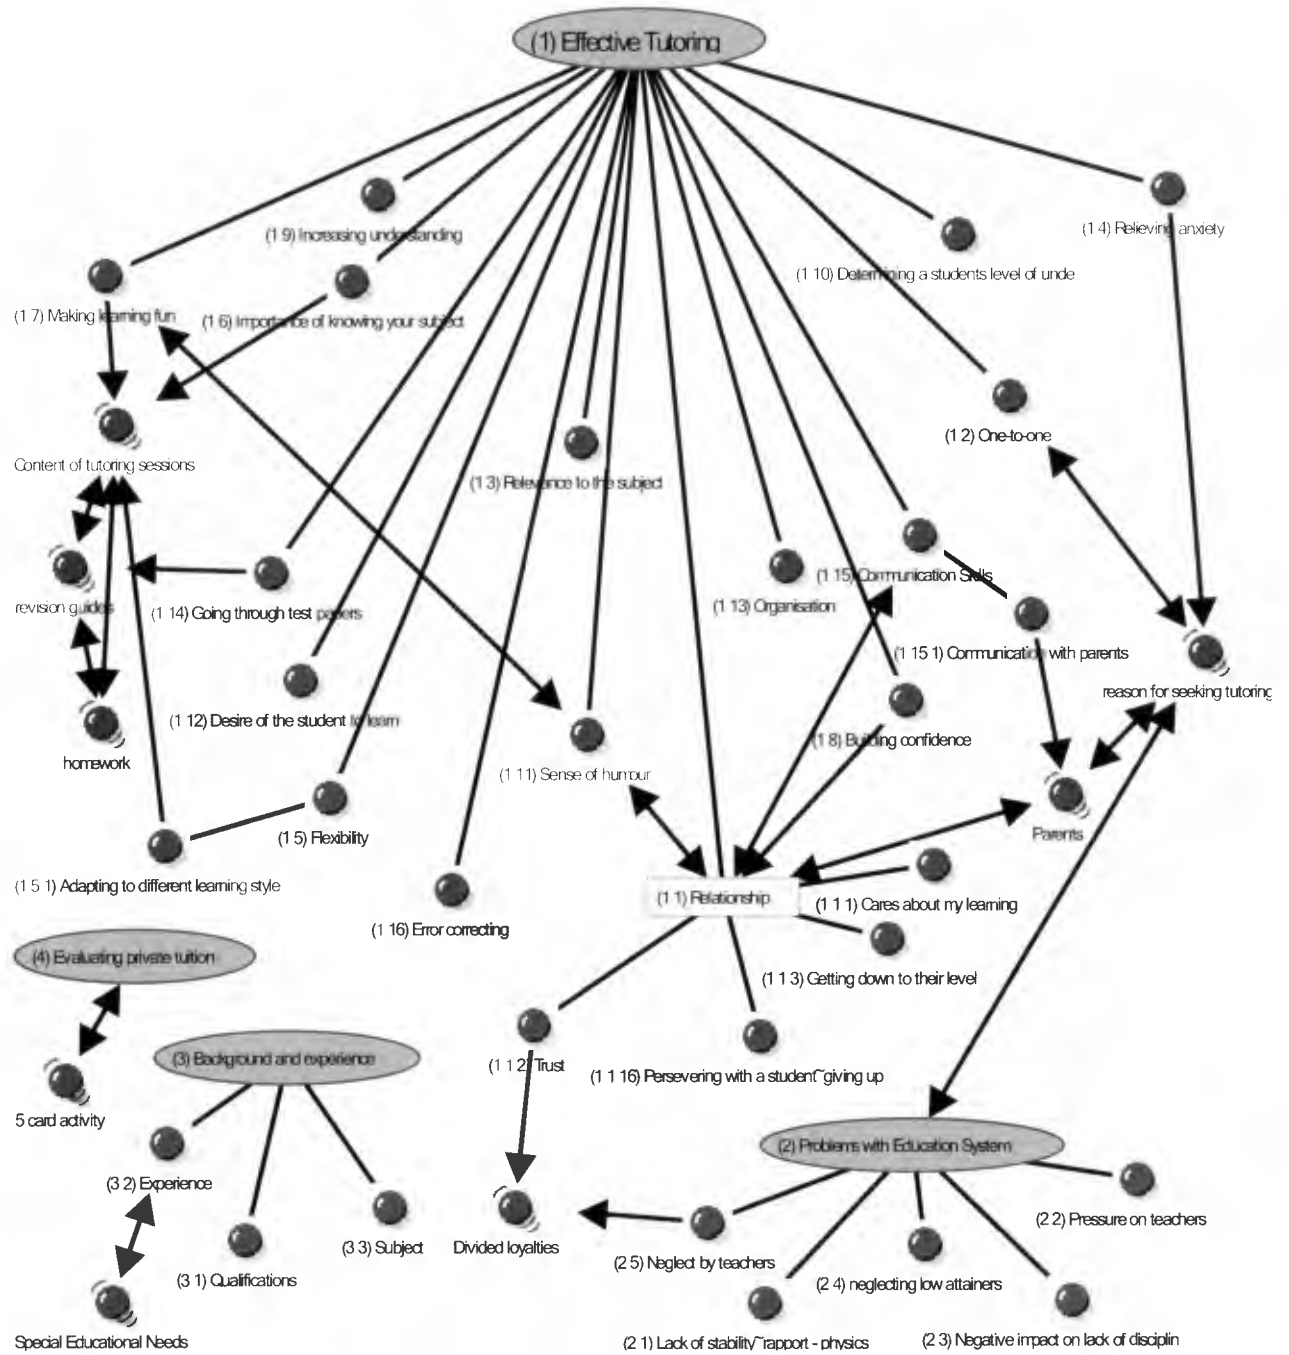 (1) Effective Tutoring
(1 9) Increasing understanding
(1 4) Relieving anxiety
(1 10) Determining a students level of unde
(1 7) Making learning fun
(1 6) Importance of knowing your subject
(1 2) One-to-one
Content of tutoring sessions
(1 3) Relevance to the subject
(1 15) Communication Skills
revision guides
(1 14) Going through test papers
(1 13) Organisation
(1 15 1) Communication with parents
reason for seeking tutoring
(1 12) Desire of the student to learn
(1 8) Building confidence
homework
(1 11) Sense of humour
Parents
(1 5) Flexibility
(1 5 1) Adapting to different learning style
(1 1) Relationship
(1 1 1) Cares about my learning
(1 16) Error correcting
(4) Evaluating private tuition
(1 1 3) Getting down to their level
(3) Background and experience
(1 1 2) Trust
(1 1 16) Persevering with a student~giving up
5 card activity
(2) Problems with Education System
(3 2) Experience
(2 2) Pressure on teachers
(3 3) Subject
Divided loyalties
(2 5) Neglect by teachers
(3 1) Qualifications
(2 4) neglecting low attainers
Special Educational Needs
(2 1) Lack of stability~rapport - physics
(2 3) Negative impact on lack of disciplin